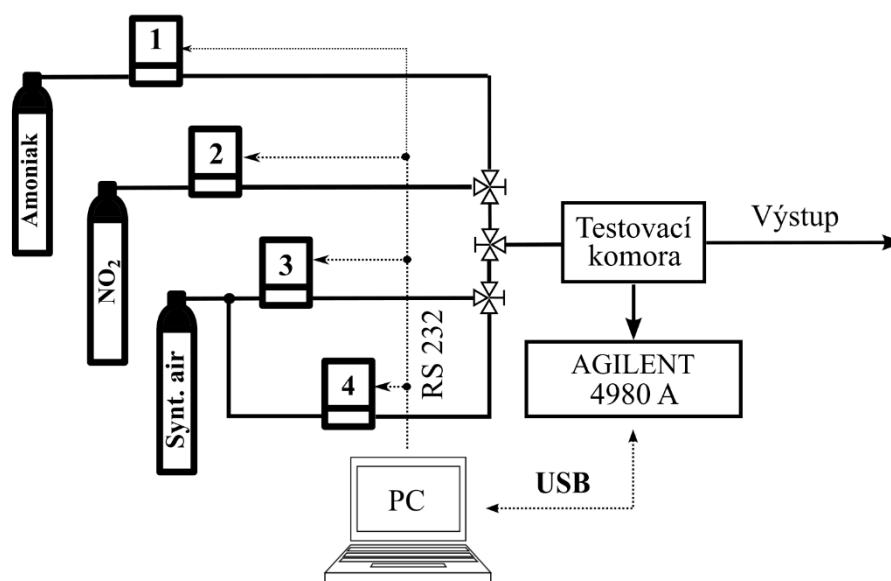 1
Amoniak
2
NO2
3
Synt. air
4
RS 232
Testovací
komora
Výstup
AGILENT
4980 A
USB
PC